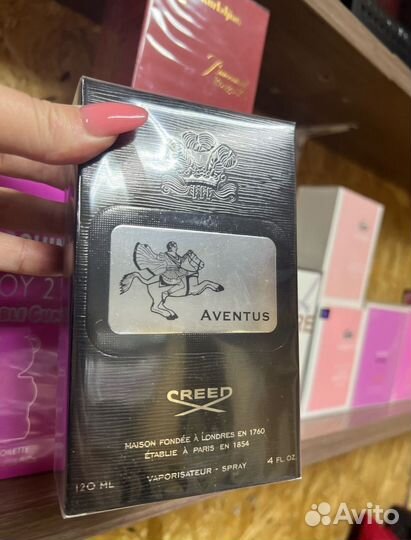 AVENTUS
CREED
MAISON FONDÉE À LONDRES EN 1760
ÉTABLIE À PARIS EN 1854
120 ML
VAPORISATEUR - SPRAY
4 FL. OZ.
Avito